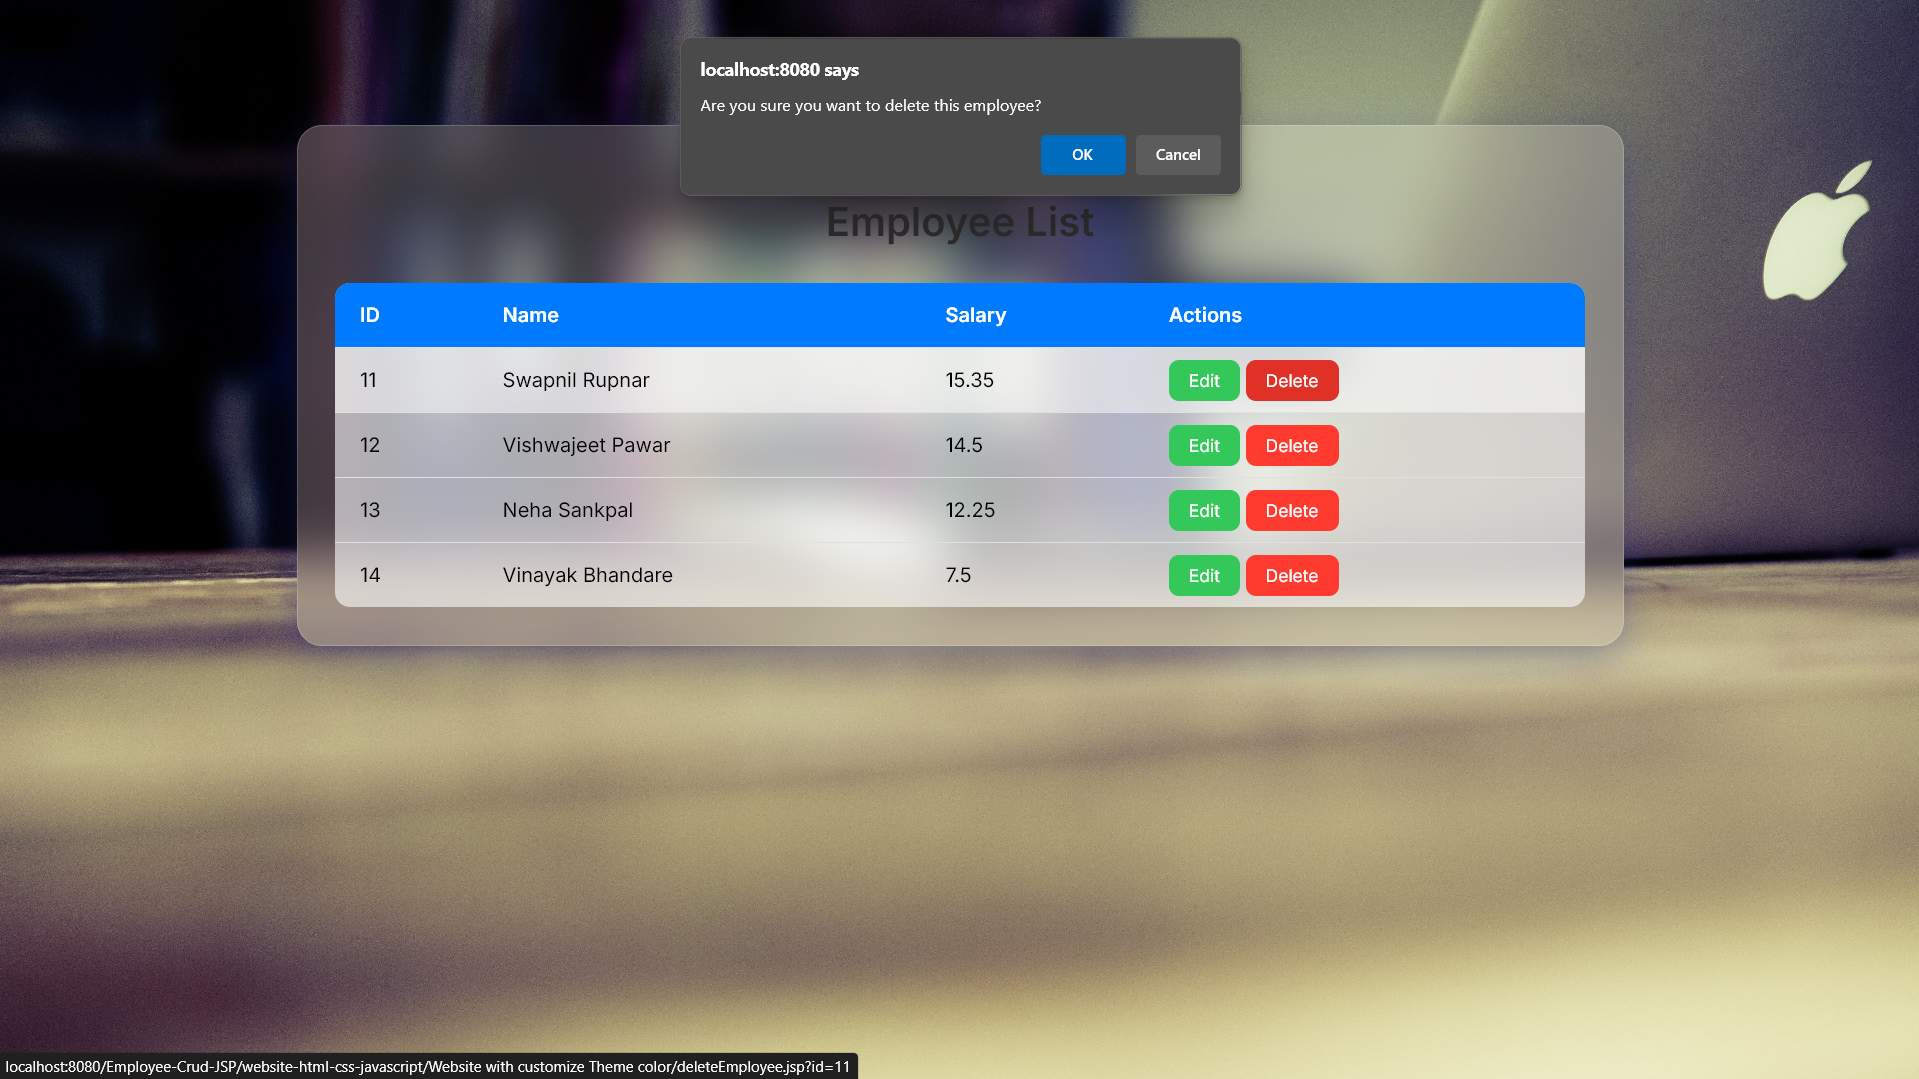 localhost:8080 says
Are you sure you want to delete this employee?
OK Cancel
Employee List
ID Name Salary Actions
11 Swapnil Rupnar 15.35 Edit Delete
12 Vishwajeet Pawar 14.5 Edit Delete
13 Neha Sankpal 12.25 Edit Delete
14 Vinayak Bhandare 7.5 Edit Delete
localhost:8080/Employee-Crud-JSP/website-html-css-javascript/Website with customize Theme color/deleteEmployee.jsp?id=11